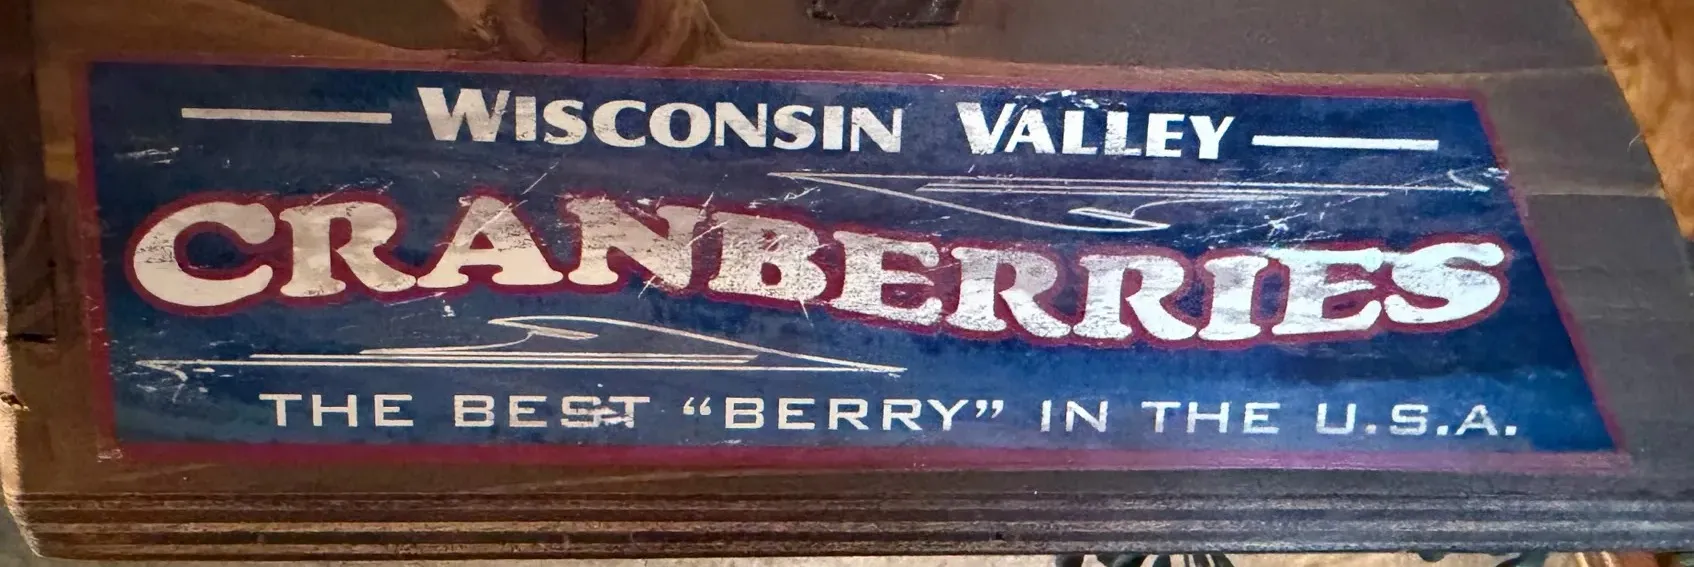 WISCONSIN VALLEY
CRANBERRIES
THE BEST “BERRY” IN THE U.S.A.